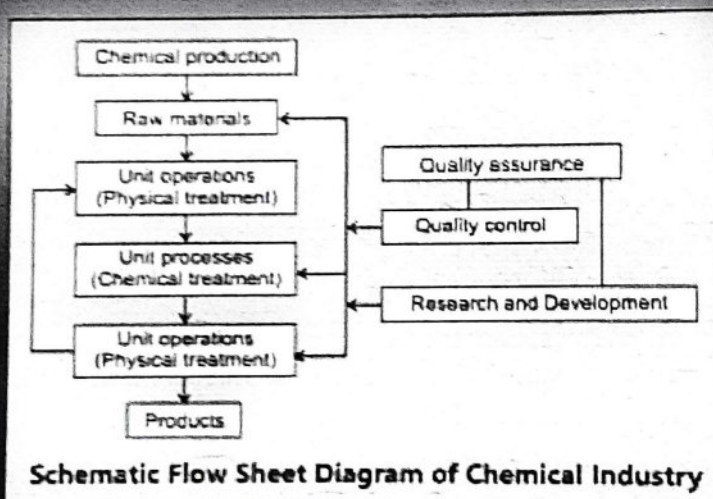 Chemical production
Raw materials
Unit operations
(Physical treatment)
Unit processes
(Chemical treatment)
Unit operations
(Physical treatment)
Products
Quality assurance
Quality control
Research and Development
Schematic Flow Sheet Diagram of Chemical Industry